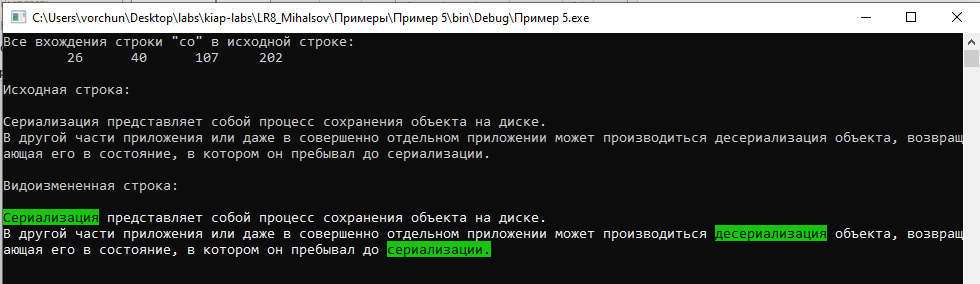 C:\Users\vorchun\Desktop\labs\kiap-labs\LR8_Mihalsov\Примеры\Пример 5\bin\Debug\Пример 5.exe
Все вхождения строки "со" в исходной строке:
26 40 107 202
Исходная строка:
Сериализация представляет собой процесс сохранения объекта на диске.
В другой части приложения или даже в совершенно отдельном приложении может производиться десериализация объекта, возвращ
ающая его в состояние, в котором он пребывал до сериализации.
Видоизмененная строка:
Сериализация представляет собой процесс сохранения объекта на диске.
В другой части приложения или даже в совершенно отдельном приложении может производиться десериализация объекта, возвращ
ающая его в состояние, в котором он пребывал до сериализации.